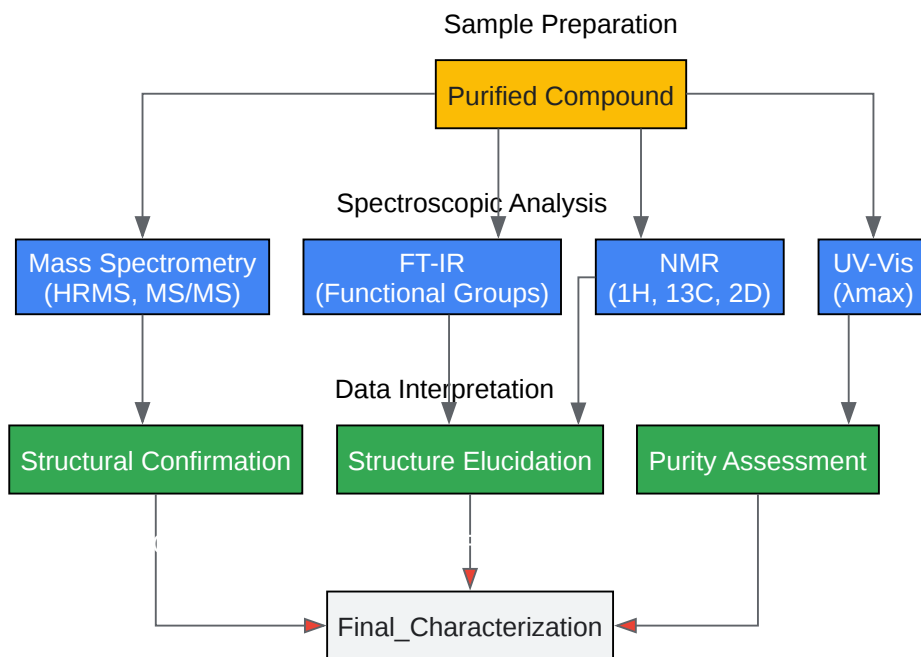 Sample Preparation
Purified Compound
Spectroscopic Analysis
Mass Spectrometry
(HRMS, MS/MS)
FT-IR
(Functional Groups)
NMR
(1H, 13C, 2D)
UV-Vis
(λmax)
Data Interpretation
Structural Confirmation
Structure Elucidation
Purity Assessment
Final_Characterization